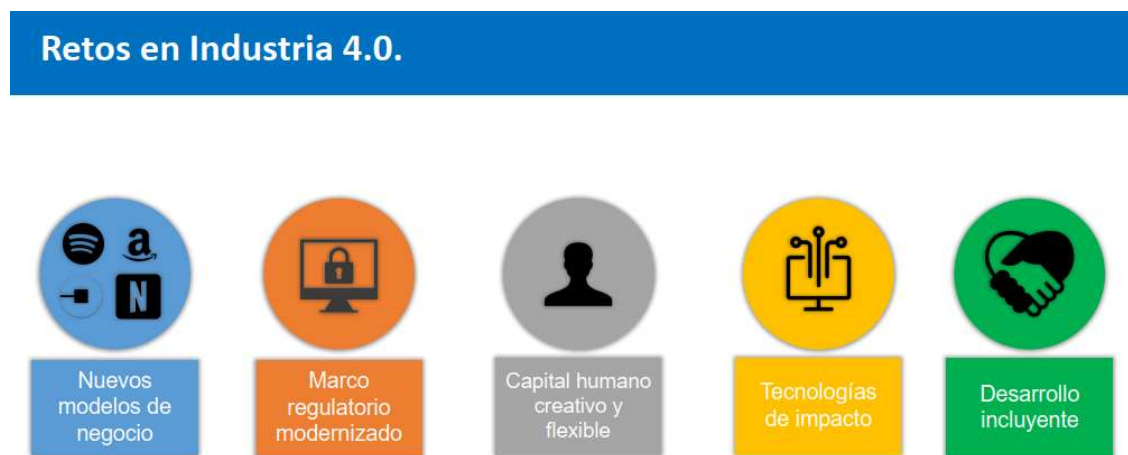 Retos en Industria 4.0.
a
N
Nuevos
modelos de
negocio
Marco
regulatorio
modernizado
Capital humano
creativo y
flexible
Tecnologías
de impacto
Desarrollo
incluyente